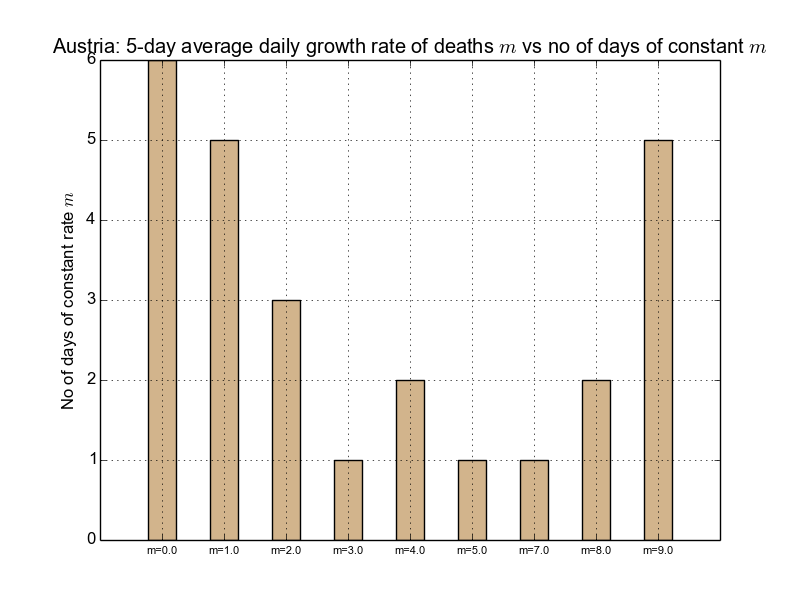 Austria: 5-day average daily growth rate of deaths m vs no of days of constant m
6
5
4
3
2
1
0
No of days of constant rate m
m=0.0 m=1.0 m=2.0 m=3.0 m=4.0 m=5.0 m=7.0 m=8.0 m=9.0